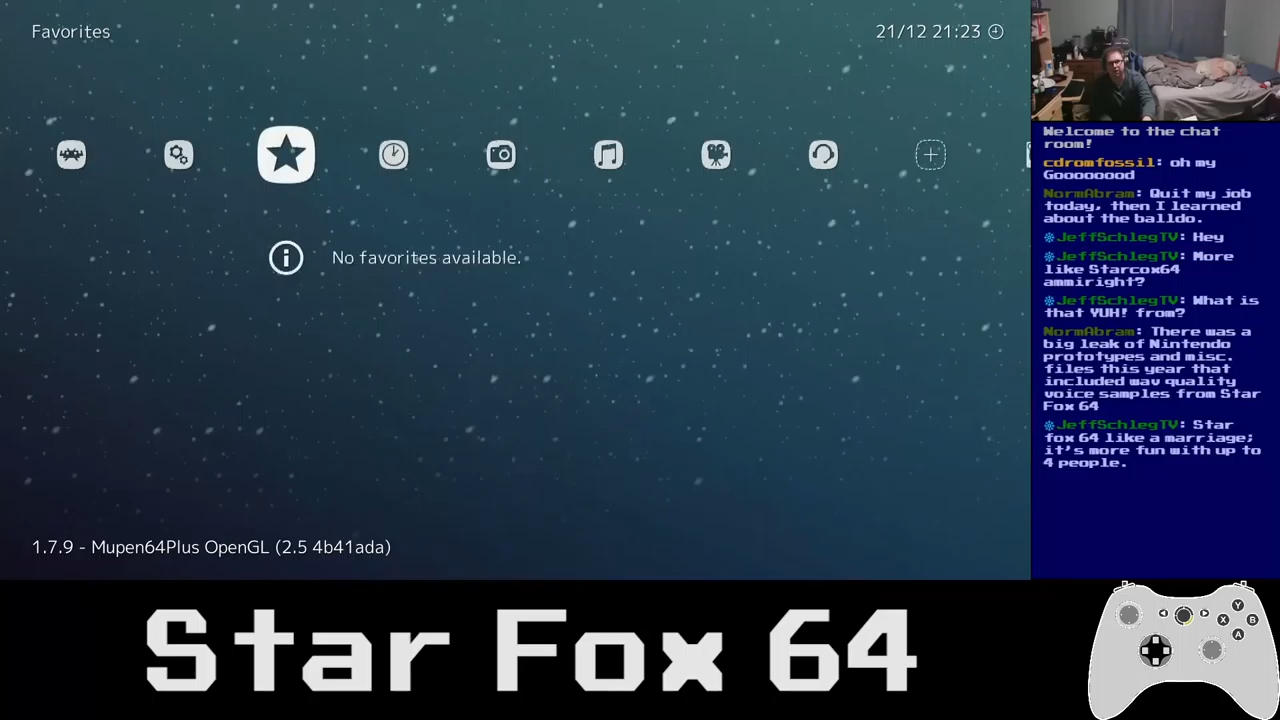 Favorites
21/12 21:23
No favorites available.
1.7.9 - Mupen64Plus OpenGL (2.5 4b41ada)
Welcome to the chat
room!
cdromfossil: oh my
Goooooood
NormAbram: Quit my job
today, then I learned
about the balldo.
JeffSchlegTV: Hey
JeffSchlegTV: More
like Starcox64
ammiright?
JeffSchlegTV: What is
that YUH! from?
NormAbram: There was a
big leak of Nintendo
prototypes and misc.
files this year that
included wav quality
voice samples from Star
Fox 64
JeffSchlegTV: Star
fox 64 like a marriage;
it's more fun with up to
4 people.
Star Fox 64
Y
X
B
A